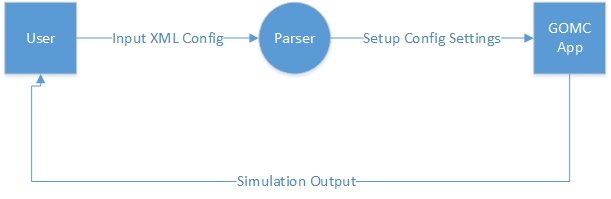 User
Input XML Config
Parser
Setup Config Settings
GOMC
App
Simulation Output